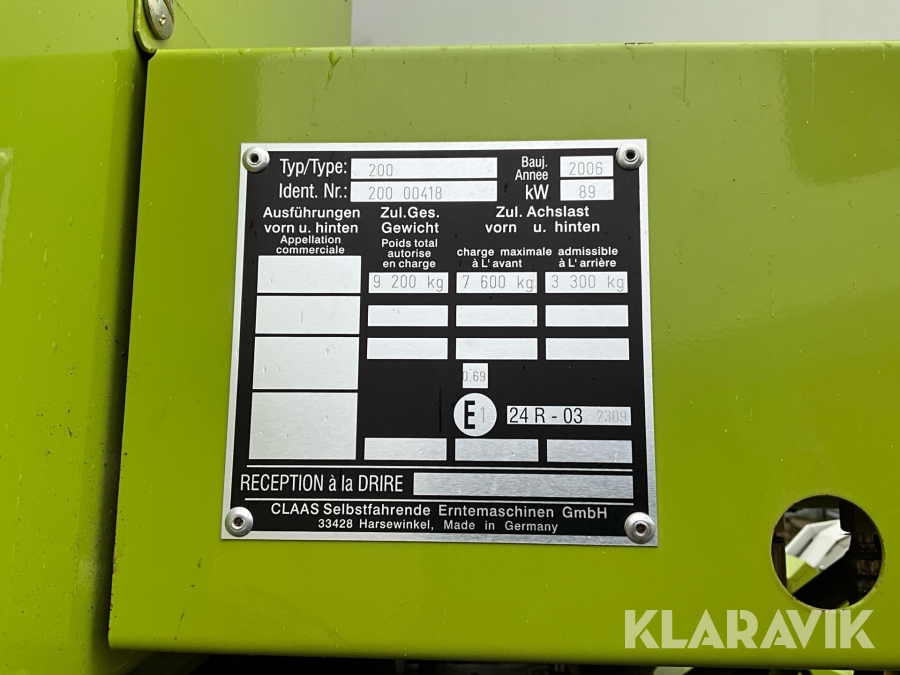 Typ/Type: 200 Bauj. Annee 2006
Ident. Nr.: 200 00418 kW 89
Ausführungen vorn u. hinten
Appellation commerciale
Zul.Ges. Gewicht
Poids total autorise en charge
Zul. Achslast vorn u. hinten
charge maximale admissible
à L'avant à L'arrière
9 200 kg 7 600 kg 3 300 kg
0.69
E 1 24 R - 03 2309
RECEPTION à la DRIRE
CLAAS Selbstfahrende Erntemaschinen GmbH
33428 Harsewinkel, Made in Germany
KLARAVIK